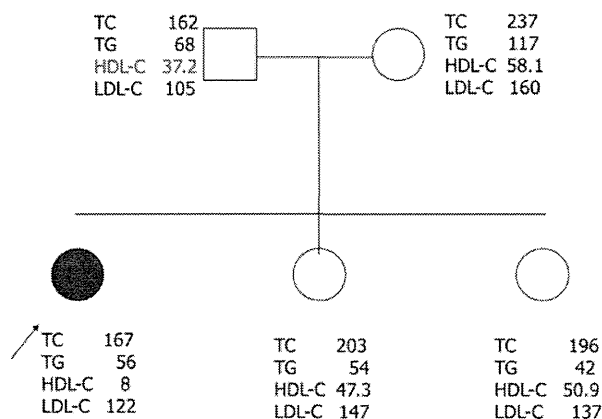 TC 162
TG 68
HDL-C 37.2
LDL-C 105
TC 237
TG 117
HDL-C 58.1
LDL-C 160
TC 167
TG 56
HDL-C 8
LDL-C 122
TC 203
TG 54
HDL-C 47.3
LDL-C 147
TC 196
TG 42
HDL-C 50.9
LDL-C 137